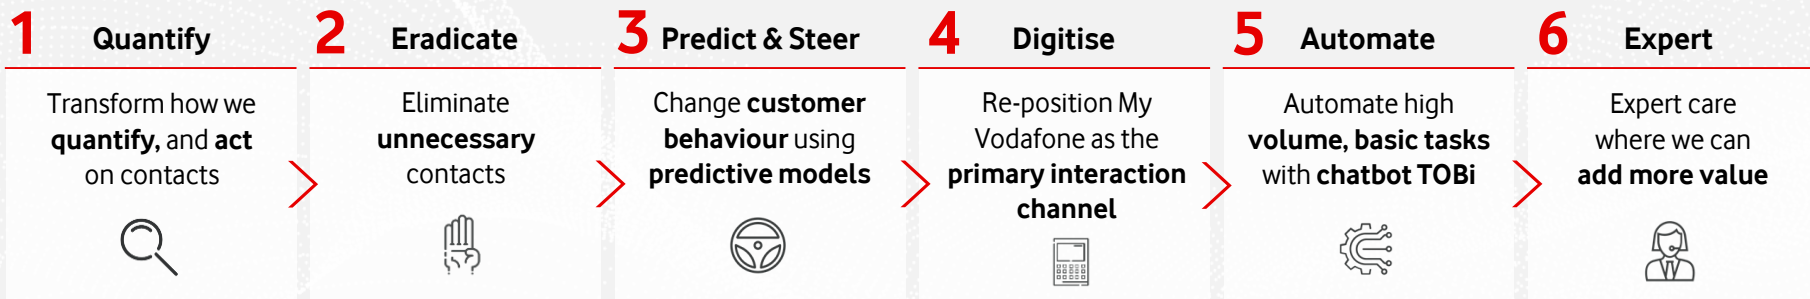 1 Quantify
Transform how we
quantify, and act
on contacts
2 Eradicate
Eliminate
unnecessary
contacts
3 Predict & Steer
Change customer
behaviour using
predictive models
4 Digitise
Re-position My
Vodafone as the
primary interaction
channel
5 Automate
Automate high
volume, basic tasks
with chatbot TOBi
6 Expert
Expert care
where we can
add more value